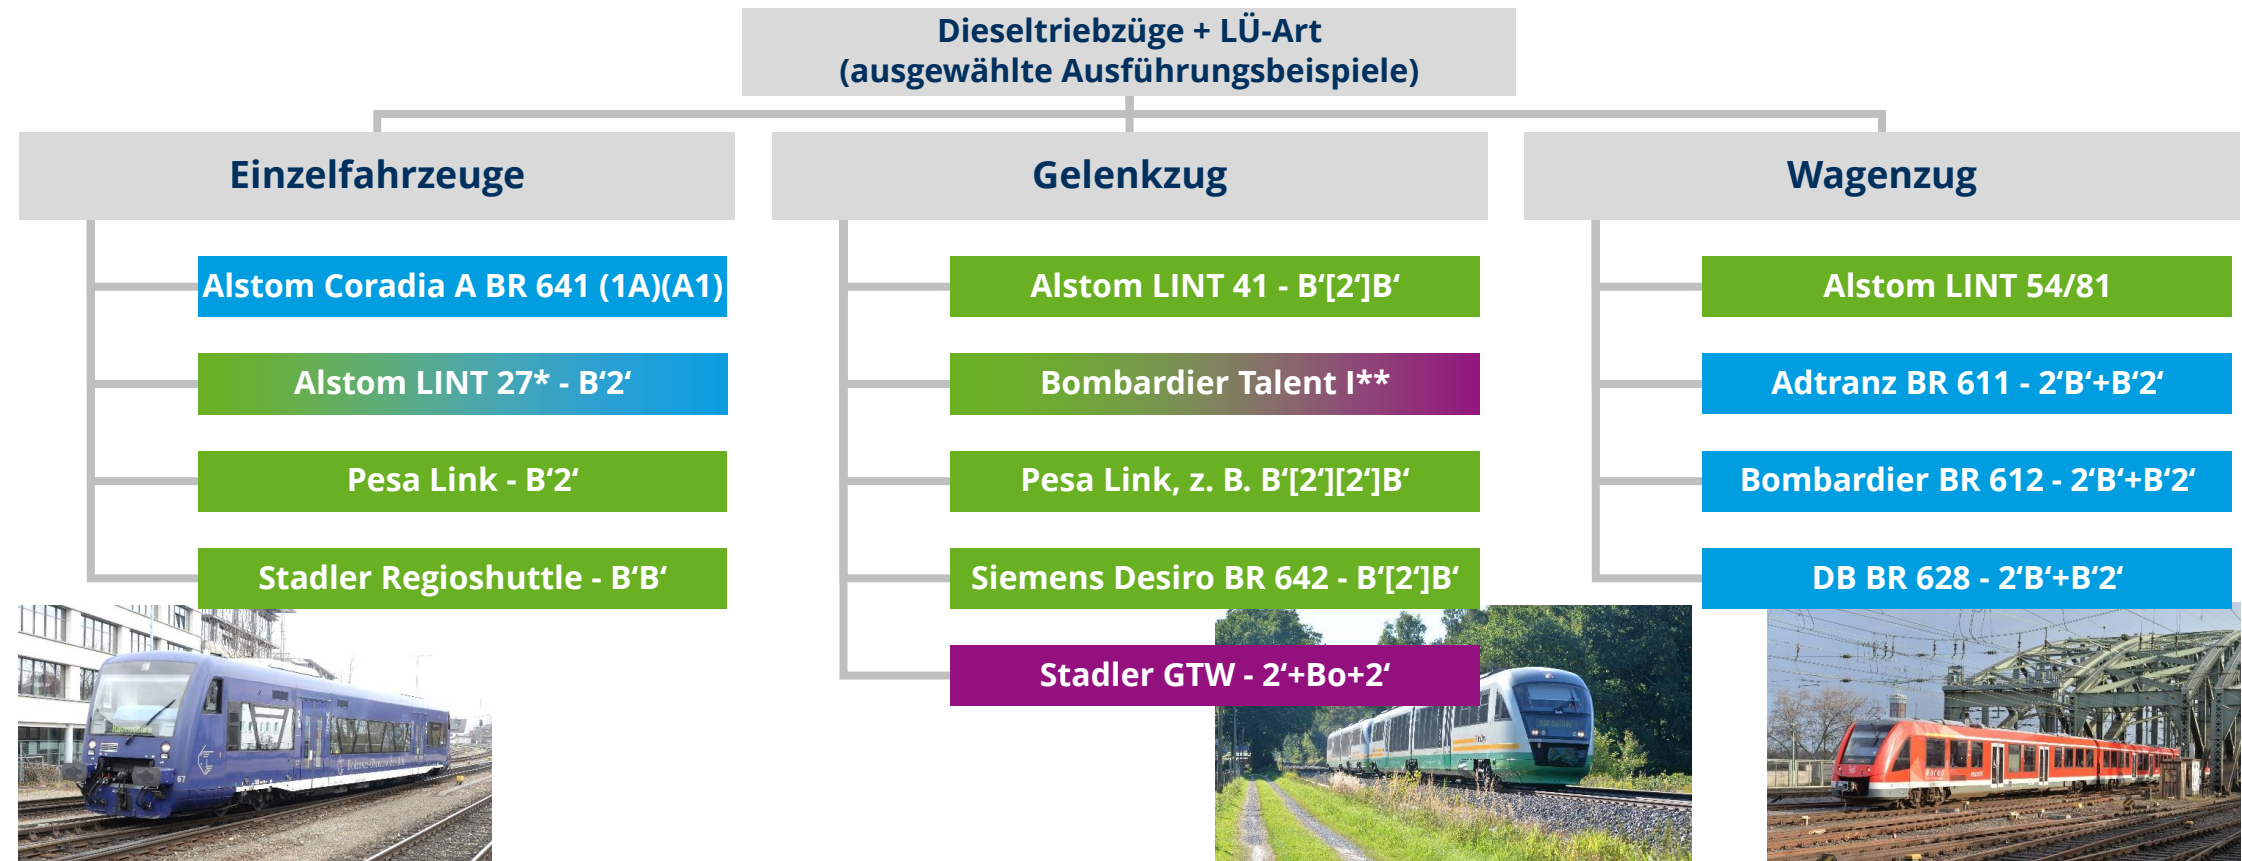 Dieseltriebzüge + LÜ-Art
(ausgewählte Ausführungsbeispiele)
Einzelfahrzeuge
Alstom Coradia A BR 641 (1A)(A1)
Alstom LINT 27* - B‘2‘
Pesa Link - B‘2‘
Stadler Regioshuttle - B‘B‘
Gelenkzug
Alstom LINT 41 - B‘[2‘]B‘
Bombardier Talent I**
Pesa Link, z. B. B‘[2‘][2‘]B‘
Siemens Desiro BR 642 - B‘[2‘]B‘
Stadler GTW - 2‘+Bo+2‘
Wagenzug
Alstom LINT 54/81
Adtranz BR 611 - 2‘B‘+B‘2‘
Bombardier BR 612 - 2‘B‘+B‘2‘
DB BR 628 - 2‘B‘+B‘2‘
67